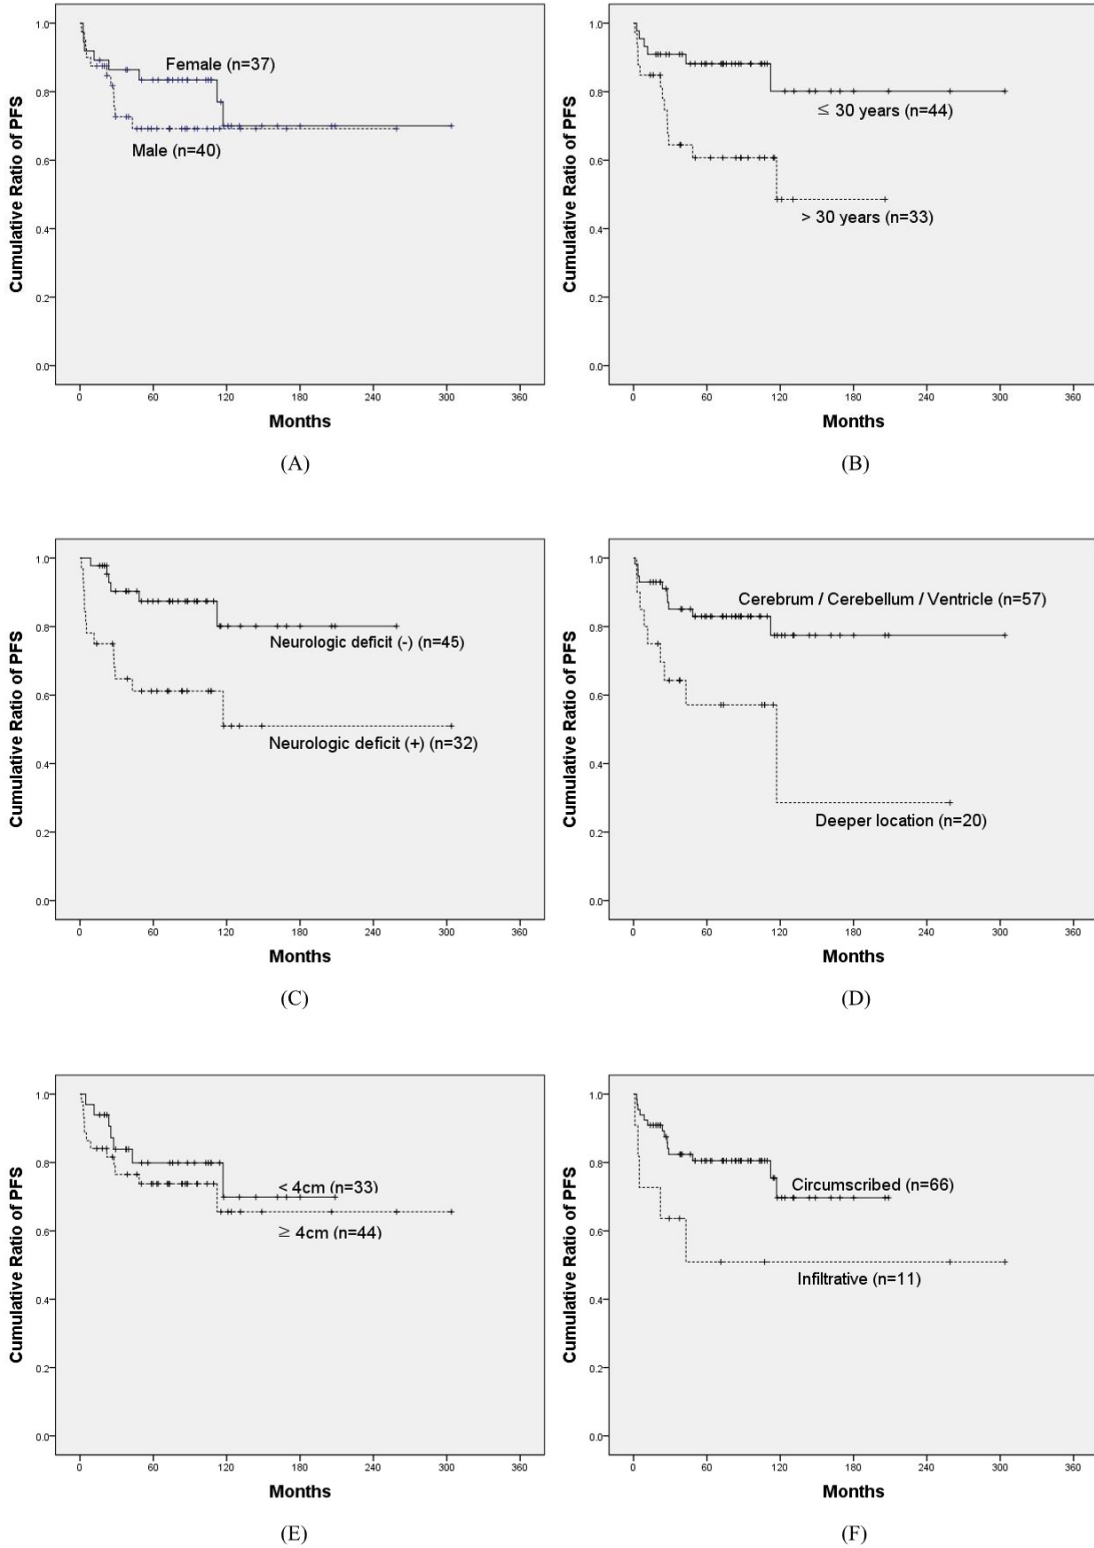 1.0
0.8
0.6
0.4
0.2
0.0
Cumulative Ratio of PFS
Female (n=37)
Male (n=40)
0 60 120 180 240 300 360
Months
(A)
1.0
0.8
0.6
0.4
0.2
0.0
Cumulative Ratio of PFS
≤ 30 years (n=44)
> 30 years (n=33)
0 60 120 180 240 300 360
Months
(B)
1.0
0.8
0.6
0.4
0.2
0.0
Cumulative Ratio of PFS
Neurologic deficit (-) (n=45)
Neurologic deficit (+) (n=32)
0 60 120 180 240 300 360
Months
(C)
1.0
0.8
0.6
0.4
0.2
0.0
Cumulative Ratio of PFS
Cerebrum / Cerebellum / Ventricle (n=57)
Deeper location (n=20)
0 60 120 180 240 300 360
Months
(D)
1.0
0.8
0.6
0.4
0.2
0.0
Cumulative Ratio of PFS
< 4cm (n=33)
≥ 4cm (n=44)
0 60 120 180 240 300 360
Months
(E)
1.0
0.8
0.6
0.4
0.2
0.0
Cumulative Ratio of PFS
Circumscribed (n=66)
Infiltrative (n=11)
0 60 120 180 240 300 360
Months
(F)